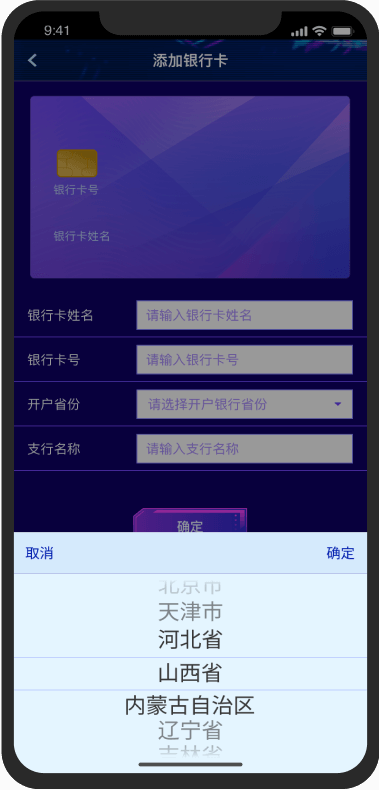 9:41
添加银行卡
银行卡号
银行卡姓名
银行卡姓名 请输入银行卡姓名
银行卡号 请输入银行卡号
开户省份 请选择开户银行省份
支行名称 请输入支行名称
确定
取消 确定
北京市
天津市
河北省
山西省
内蒙古自治区
辽宁省
吉林省